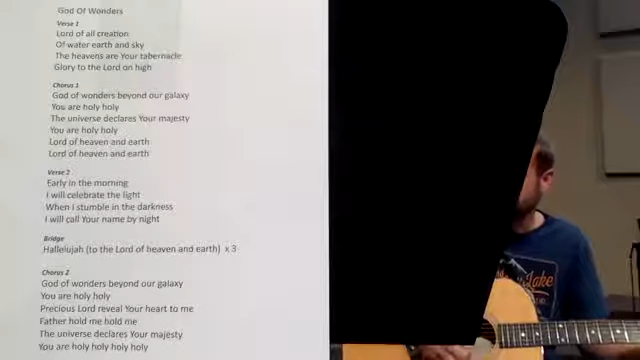 God Of Wonders
Verse 1
Lord of all creation
Of water earth and sky
The heavens are Your tabernacle
Glory to the Lord on high
Chorus 1
God of wonders beyond our galaxy
You are holy holy
The universe declares Your majesty
You are holy holy
Lord of heaven and earth
Lord of heaven and earth
Verse 2
Early in the morning
I will celebrate the light
When I stumble in the darkness
I will call Your name by night
Bridge
Hallelujah (to the Lord of heaven and earth) x 3
Chorus 2
God of wonders beyond our galaxy
You are holy holy
Precious Lord reveal Your heart to me
Father hold me hold me
The universe declares Your majesty
You are holy holy holy holy
Lake